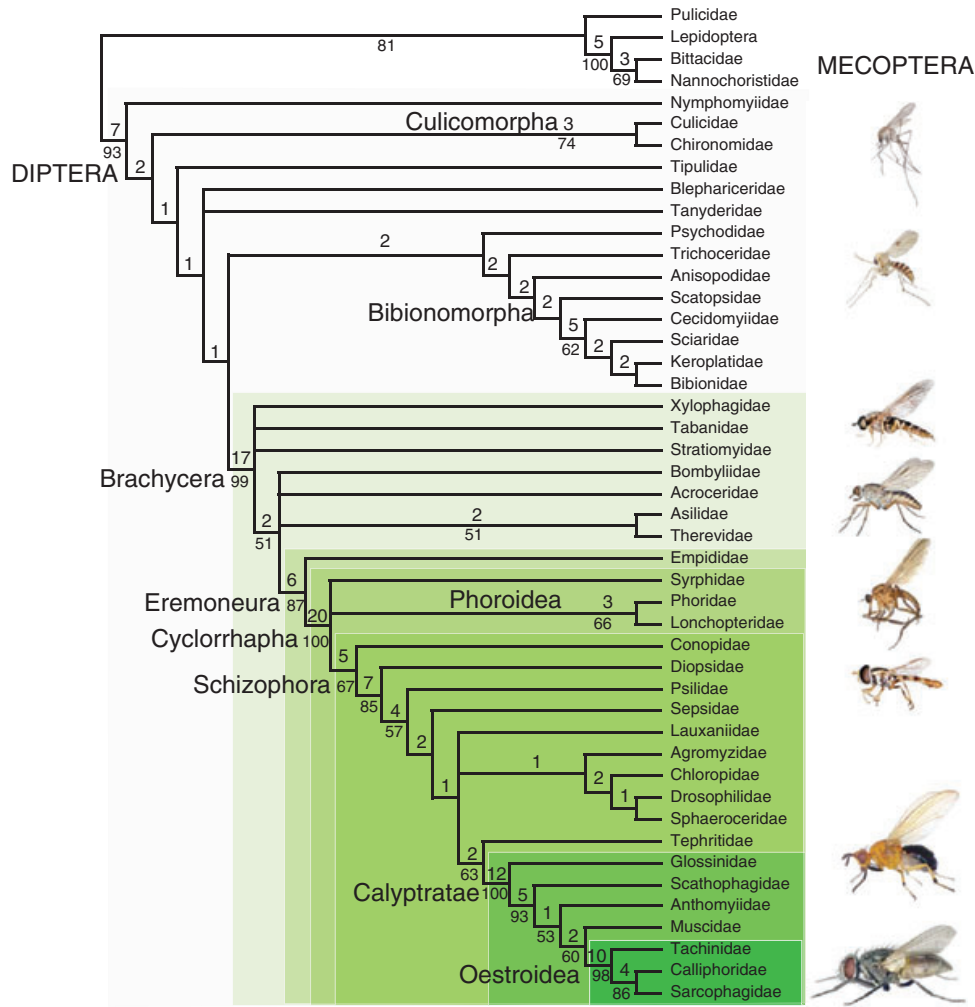 Pulicidae
Lepidoptera
5
81
100
3
Bittacidae
MECOPTERA
69
Nannochoristidae
Nymphomyiidae
7
Culicomorpha 3
Culicidae
93
74
Chironomidae
2
DIPTERA
Tipulidae
Blephariceridae
1
Tanyderidae
Psychodidae
2
Trichoceridae
1
2
Anisopodidae
2
2
Scatopsidae
Bibionomorpha
Cecidomyiidae
5
62
Sciaridae
1
2
2
Keroplatidae
Bibionidae
Xylophagidae
Tabanidae
Stratiomyidae
17
Brachycera
99
Bombyliidae
Acroceridae
2
2
Asilidae
51
51
Therevidae
Empididae
6
Syrphidae
Eremoneura
87
Phoroidea
3
Phoridae
20
66
Lonchopteridae
Cyclorrhapha
100
Conopidae
5
Schizophora
67
Diopsidae
7
85
Psilidae
4
57
Sepsidae
2
Lauxaniidae
Agromyzidae
1
1
2
Chloropidae
1
Drosophilidae
Sphaeroceridae
Tephritidae
2
63
Glossinidae
12
Calyptratae
100
Scathophagidae
5
93
Anthomyiidae
1
53
Muscidae
2
60
Tachinidae
10
Oestroidea
98
4
Calliphoridae
86
Sarcophagidae